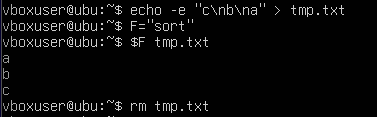 vboxuser@ubu:~$ echo -e "c\nb\na" > tmp.txt
vboxuser@ubu:~$ F="sort"
vboxuser@ubu:~$ $F tmp.txt
a
b
c
vboxuser@ubu:~$ rm tmp.txt